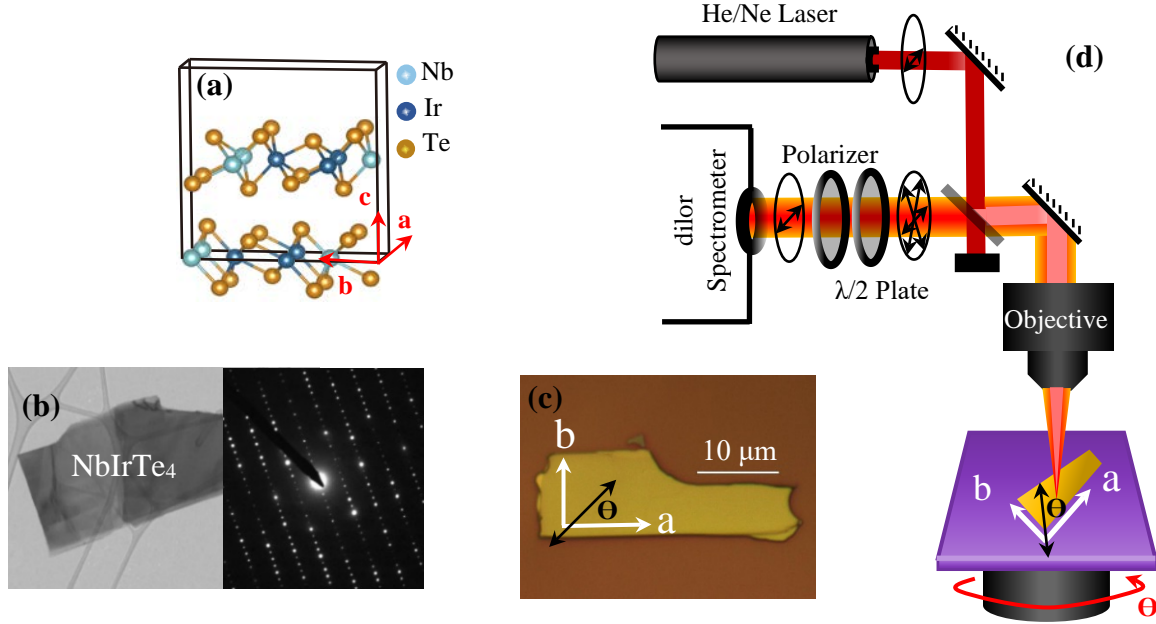 (a)
Nb
Ir
Te
c
a
b
He/Ne Laser
(d)
Polarizer
dilor
Spectrometer
λ/2 Plate
Objective
b
a
ϴ
ϴ
(b)
NbIrTe₄
(c)
b
10 μm
ϴ
a